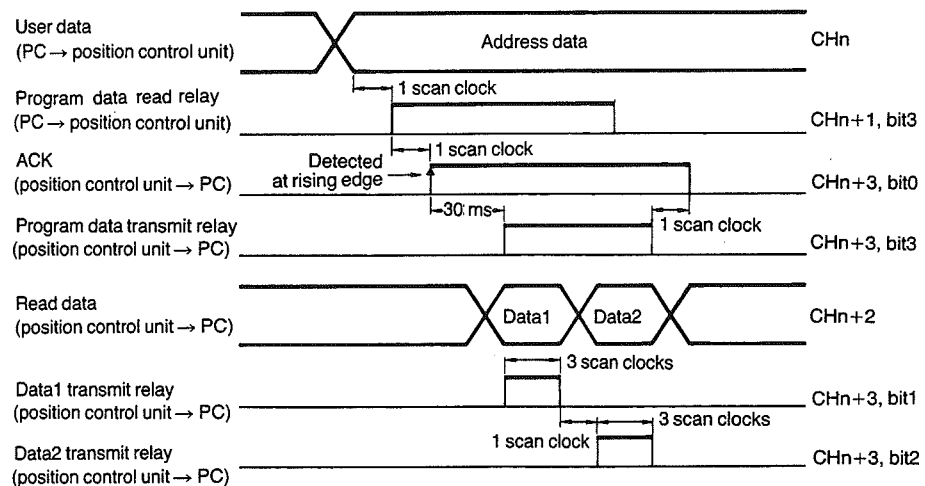 User data
(PC → position control unit)
Address data
CHn
1 scan clock
Program data read relay
(PC → position control unit)
CHn+1, bit3
1 scan clock
ACK
(position control unit → PC)
Detected
at rising edge
CHn+3, bit0
30 ms
1 scan clock
Program data transmit relay
(position control unit → PC)
CHn+3, bit3
Read data
(position control unit → PC)
Data1
Data2
CHn+2
3 scan clocks
Data1 transmit relay
(position control unit → PC)
CHn+3, bit1
3 scan clocks
1 scan clock
Data2 transmit relay
(position control unit → PC)
CHn+3, bit2